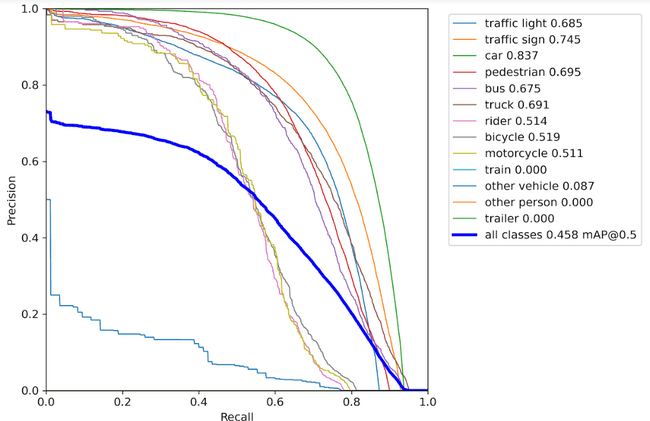 1.0
0.8
0.6
0.4
0.2
0.0
Precision
0.0 0.2 0.4 0.6 0.8 1.0
Recall
traffic light 0.685
traffic sign 0.745
car 0.837
pedestrian 0.695
bus 0.675
truck 0.691
rider 0.514
bicycle 0.519
motorcycle 0.511
train 0.000
other vehicle 0.087
other person 0.000
trailer 0.000
all classes 0.458 mAP@0.5